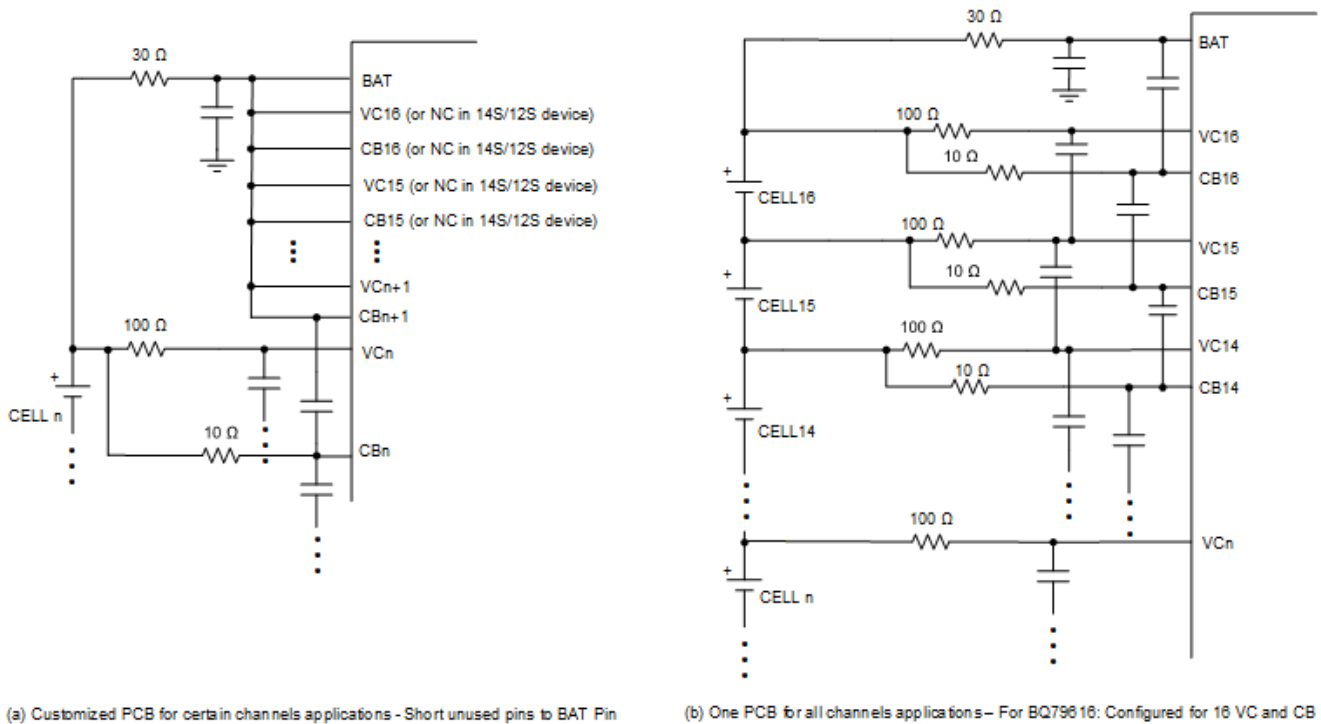 30 Ω
BAT
VC16 (or NC in 14S/12S device)
CB16 (or NC in 14S/12S device)
VC15 (or NC in 14S/12S device)
CB15 (or NC in 14S/12S device)
VCn+1
CBn+1
100 Ω
VCn
+
CELL n
10 Ω
CBn
(a) Customized PCB for certain channels applications - Short unused pins to BAT Pin
30 Ω
BAT
100 Ω
VC16
10 Ω
CB16
+
CELL16
100 Ω
VC15
10 Ω
CB15
+
CELL15
100 Ω
VC14
10 Ω
CB14
+
CELL14
100 Ω
VCn
+
CELL n
(b) One PCB for all channels applications – For BQ79616: Configured for 16 VC and CB